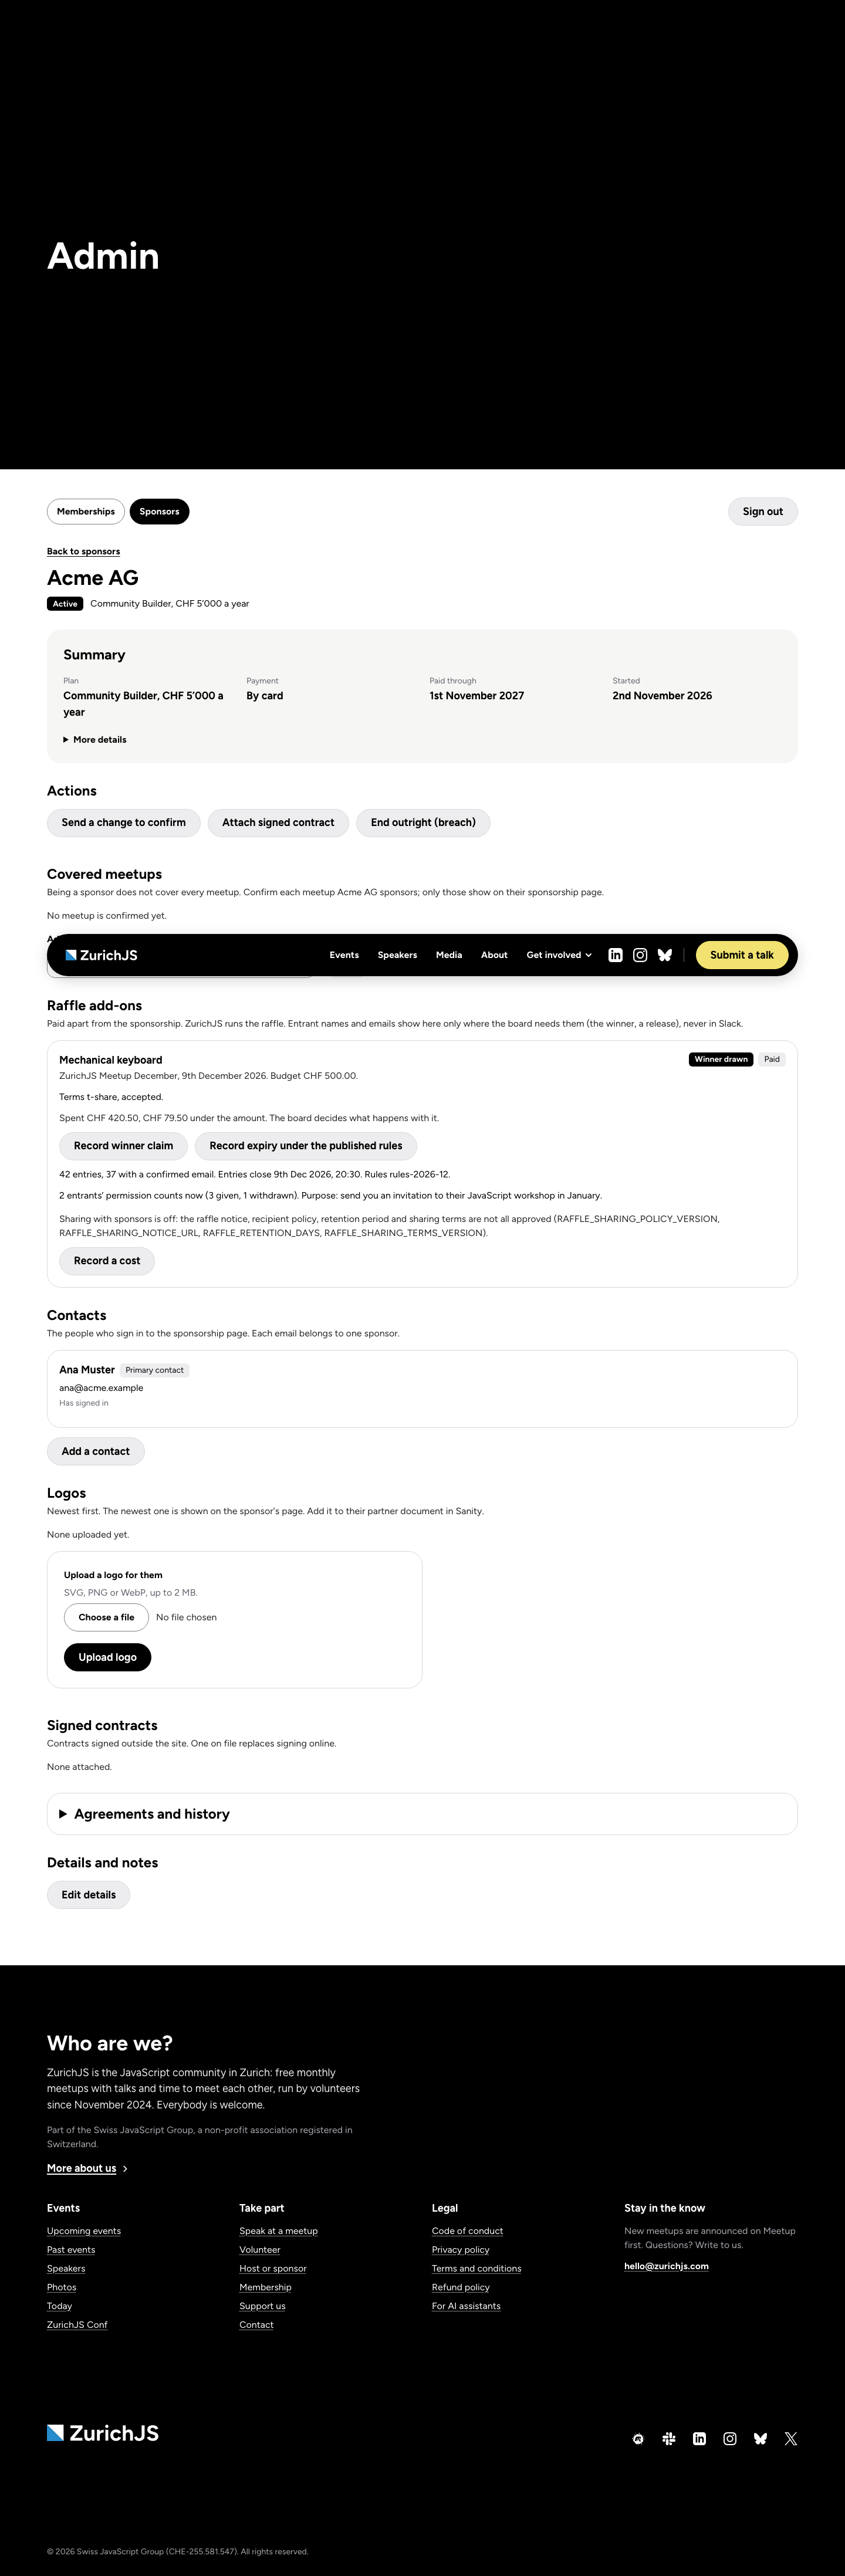 Admin
Memberships
Sponsors
Sign out
Back to sponsors
Acme AG
Active
Community Builder, CHF 5’000 a year
Summary
Plan
Community Builder, CHF 5’000 a
year
Payment
By card
Paid through
1st November 2027
Started
2nd November 2026
More details
Actions
Send a change to confirm
Attach signed contract
End outright (breach)
Covered meetups
Being a sponsor does not cover every meetup. Confirm each meetup Acme AG sponsors; only those show on their sponsorship page.
No meetup is confirmed yet.
ZurichJS
Events
Speakers
Media
About
Get involved
Submit a talk
Raffle add-ons
Paid apart from the sponsorship. ZurichJS runs the raffle. Entrant names and emails show here only where the board needs them (the winner, a release), never in Slack.
Mechanical keyboard
Winner drawn
Paid
ZurichJS Meetup December, 9th December 2026. Budget CHF 500.00.
Terms t-share, accepted.
Spent CHF 420.50, CHF 79.50 under the amount. The board decides what happens with it.
Record winner claim
Record expiry under the published rules
42 entries, 37 with a confirmed email. Entries close 9th Dec 2026, 20:30. Rules rules-2026-12.
2 entrants’ permission counts now (3 given, 1 withdrawn). Purpose: send you an invitation to their JavaScript workshop in January.
Sharing with sponsors is off: the raffle notice, recipient policy, retention period and sharing terms are not all approved (RAFFLE_SHARING_POLICY_VERSION,
RAFFLE_SHARING_NOTICE_URL, RAFFLE_RETENTION_DAYS, RAFFLE_SHARING_TERMS_VERSION).
Record a cost
Contacts
The people who sign in to the sponsorship page. Each email belongs to one sponsor.
Ana Muster
Primary contact
ana@acme.example
Has signed in
Add a contact
Logos
Newest first. The newest one is shown on the sponsor’s page. Add it to their partner document in Sanity.
None uploaded yet.
Upload a logo for them
SVG, PNG or WebP, up to 2 MB.
Choose a file
No file chosen
Upload logo
Signed contracts
Contracts signed outside the site. One on file replaces signing online.
None attached.
Agreements and history
Details and notes
Edit details
Who are we?
ZurichJS is the JavaScript community in Zurich: free monthly
meetups with talks and time to meet each other, run by volunteers
since November 2024. Everybody is welcome.
Part of the Swiss JavaScript Group, a non-profit association registered in
Switzerland.
More about us
Events
Upcoming events
Past events
Speakers
Photos
Today
ZurichJS Conf
Take part
Speak at a meetup
Volunteer
Host or sponsor
Membership
Support us
Contact
Legal
Code of conduct
Privacy policy
Terms and conditions
Refund policy
For AI assistants
Stay in the know
New meetups are announced on Meetup
first. Questions? Write to us.
hello@zurichjs.com
ZurichJS
© 2026 Swiss JavaScript Group (CHE-255.581.547). All rights reserved.